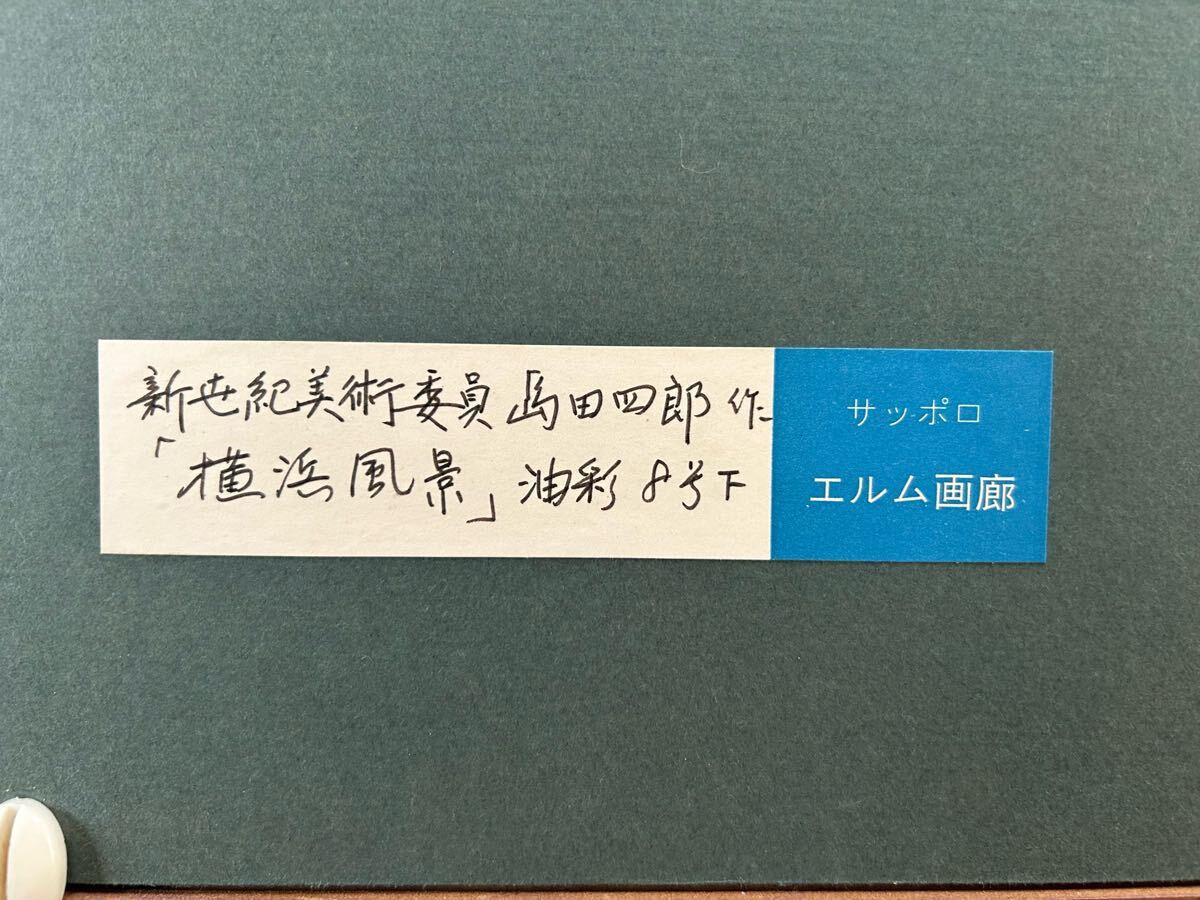 新世紀美術委員 島田四郎 作
「横浜風景」油彩 8号下
サッポロ
エルム画廊